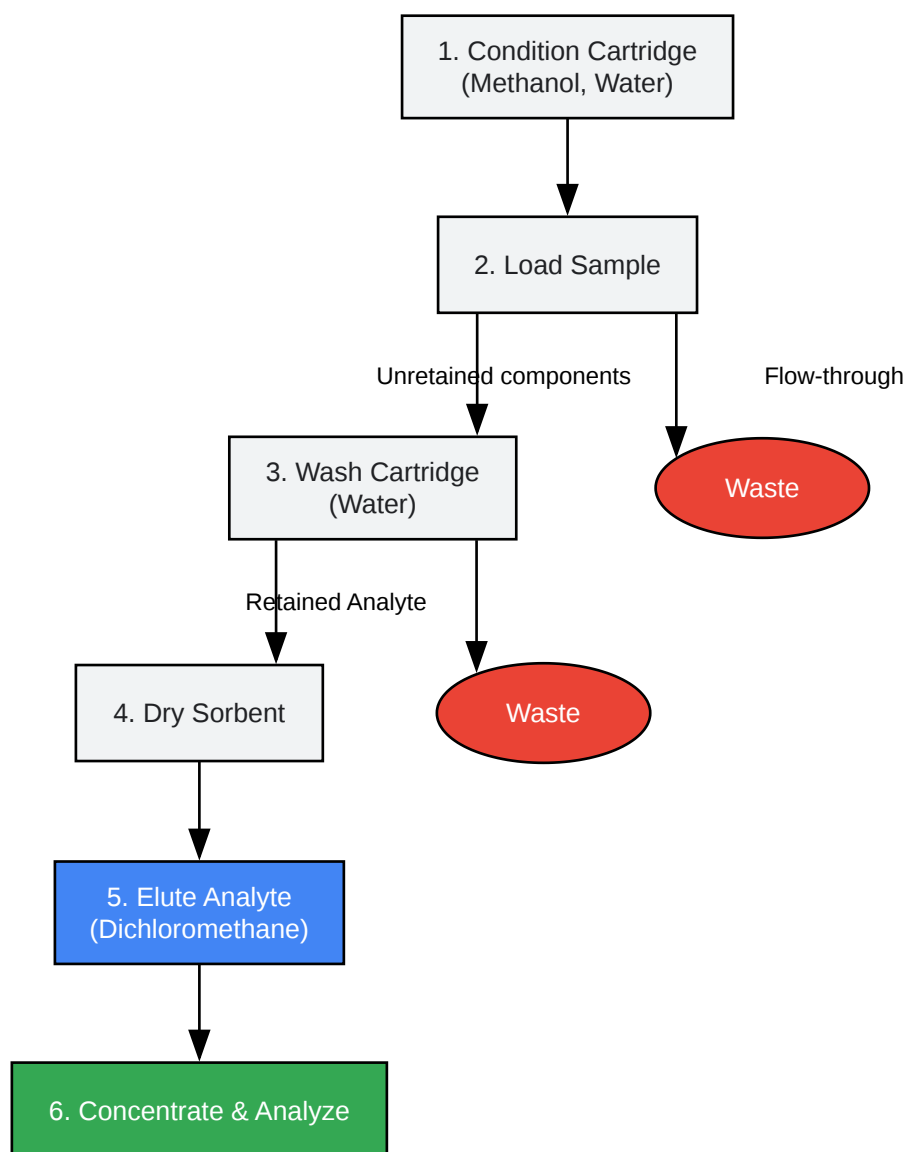 1. Condition Cartridge
(Methanol, Water)
2. Load Sample
Unretained components
Flow-through
3. Wash Cartridge
(Water)
Waste
Retained Analyte
4. Dry Sorbent
Waste
5. Elute Analyte
(Dichloromethane)
6. Concentrate & Analyze